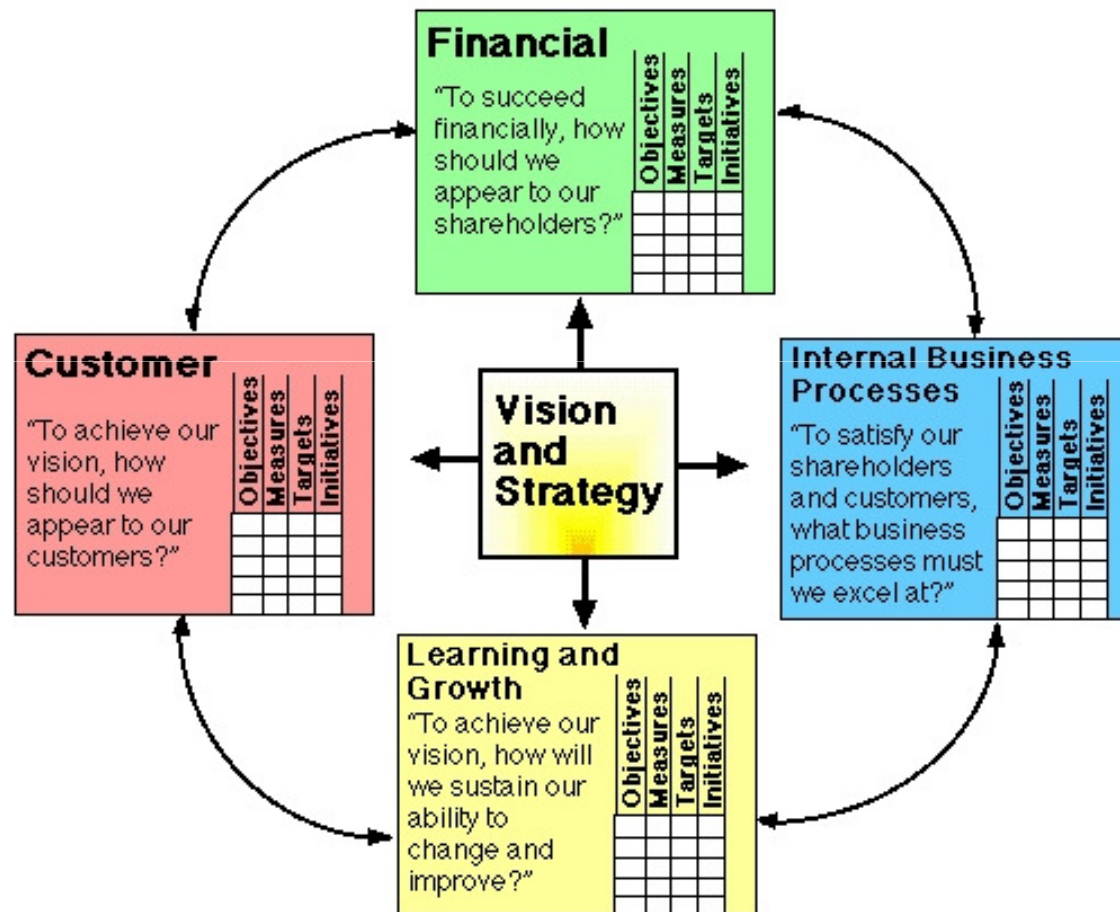 Financial
“To succeed
financially, how
should we
appear to our
shareholders?”
Objectives
Measures
Targets
Initiatives
Customer
“To achieve our
vision, how
should we
appear to our
customers?”
Objectives
Measures
Targets
Initiatives
Vision
and
Strategy
Internal Business
Processes
“To satisfy our
shareholders
and customers,
what business
processes must
we excel at?”
Objectives
Measures
Targets
Initiatives
Learning and
Growth
“To achieve our
vision, how will
we sustain our
ability to
change and
improve?”
Objectives
Measures
Targets
Initiatives